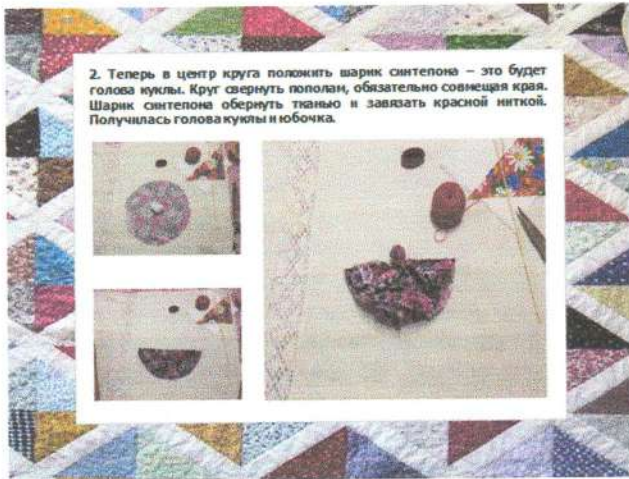 2. Теперь в центр круга положить шарик синтепона – это будет
голова куклы. Круг свернуть пополам, обязательно совмещая края.
Шарик синтепона обернуть тканью и завязать красной ниткой.
Получилась голова куклы и юбочка.